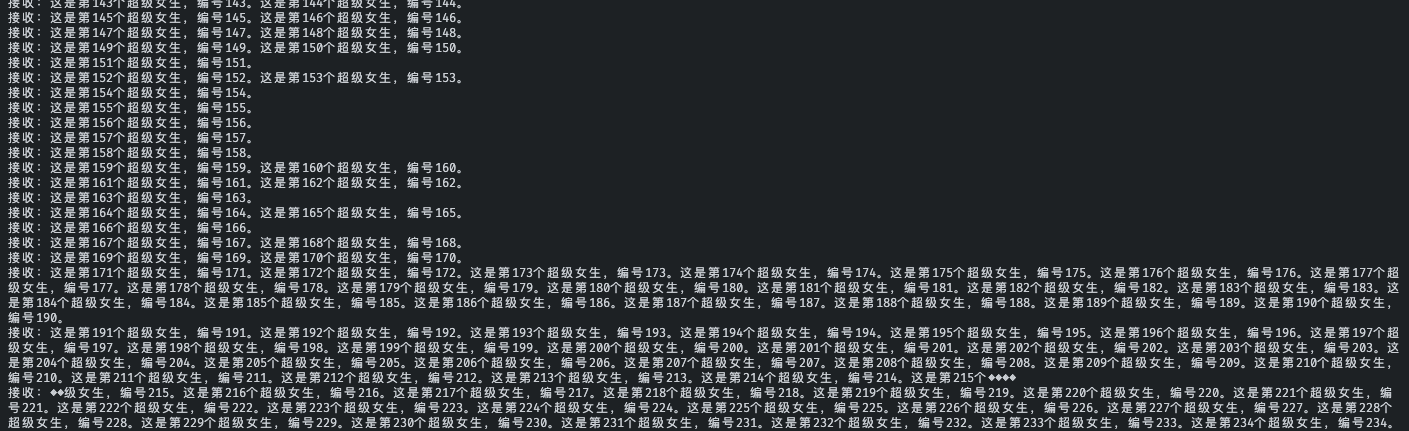 接收：这是第143个超级女生，编号143。这是第144个超级女生，编号144。
接收：这是第145个超级女生，编号145。这是第146个超级女生，编号146。
接收：这是第147个超级女生，编号147。这是第148个超级女生，编号148。
接收：这是第149个超级女生，编号149。这是第150个超级女生，编号150。
接收：这是第151个超级女生，编号151。
接收：这是第152个超级女生，编号152。这是第153个超级女生，编号153。
接收：这是第154个超级女生，编号154。
接收：这是第155个超级女生，编号155。
接收：这是第156个超级女生，编号156。
接收：这是第157个超级女生，编号157。
接收：这是第158个超级女生，编号158。
接收：这是第159个超级女生，编号159。这是第160个超级女生，编号160。
接收：这是第161个超级女生，编号161。这是第162个超级女生，编号162。
接收：这是第163个超级女生，编号163。
接收：这是第164个超级女生，编号164。这是第165个超级女生，编号165。
接收：这是第166个超级女生，编号166。
接收：这是第167个超级女生，编号167。这是第168个超级女生，编号168。
接收：这是第169个超级女生，编号169。这是第170个超级女生，编号170。
接收：这是第171个超级女生，编号171。这是第172个超级女生，编号172。这是第173个超级女生，编号173。这是第174个超级女生，编号174。这是第175个超级女生，编号175。这是第176个超级女生，编号176。这是第177个超
级女生，编号177。这是第178个超级女生，编号178。这是第179个超级女生，编号179。这是第180个超级女生，编号180。这是第181个超级女生，编号181。这是第182个超级女生，编号182。这是第183个超级女生，编号183。这
是第184个超级女生，编号184。这是第185个超级女生，编号185。这是第186个超级女生，编号186。这是第187个超级女生，编号187。这是第188个超级女生，编号188。这是第189个超级女生，编号189。这是第190个超级女生，
编号190。
接收：这是第191个超级女生，编号191。这是第192个超级女生，编号192。这是第193个超级女生，编号193。这是第194个超级女生，编号194。这是第195个超级女生，编号195。这是第196个超级女生，编号196。这是第197个超
级女生，编号197。这是第198个超级女生，编号198。这是第199个超级女生，编号199。这是第200个超级女生，编号200。这是第201个超级女生，编号201。这是第202个超级女生，编号202。这是第203个超级女生，编号203。这
是第204个超级女生，编号204。这是第205个超级女生，编号205。这是第206个超级女生，编号206。这是第207个超级女生，编号207。这是第208个超级女生，编号208。这是第209个超级女生，编号209。这是第210个超级女生，
编号210。这是第211个超级女生，编号211。这是第212个超级女生，编号212。这是第213个超级女生，编号213。这是第214个超级女生，编号214。这是第215个����
接收：��级女生，编号215。这是第216个超级女生，编号216。这是第217个超级女生，编号217。这是第218个超级女生，编号218。这是第219个超级女生，编号219。这是第220个超级女生，编号220。这是第221个超级女生，编
号221。这是第222个超级女生，编号222。这是第223个超级女生，编号223。这是第224个超级女生，编号224。这是第225个超级女生，编号225。这是第226个超级女生，编号226。这是第227个超级女生，编号227。这是第228个
超级女生，编号228。这是第229个超级女生，编号229。这是第230个超级女生，编号230。这是第231个超级女生，编号231。这是第232个超级女生，编号232。这是第233个超级女生，编号233。这是第234个超级女生，编号234。